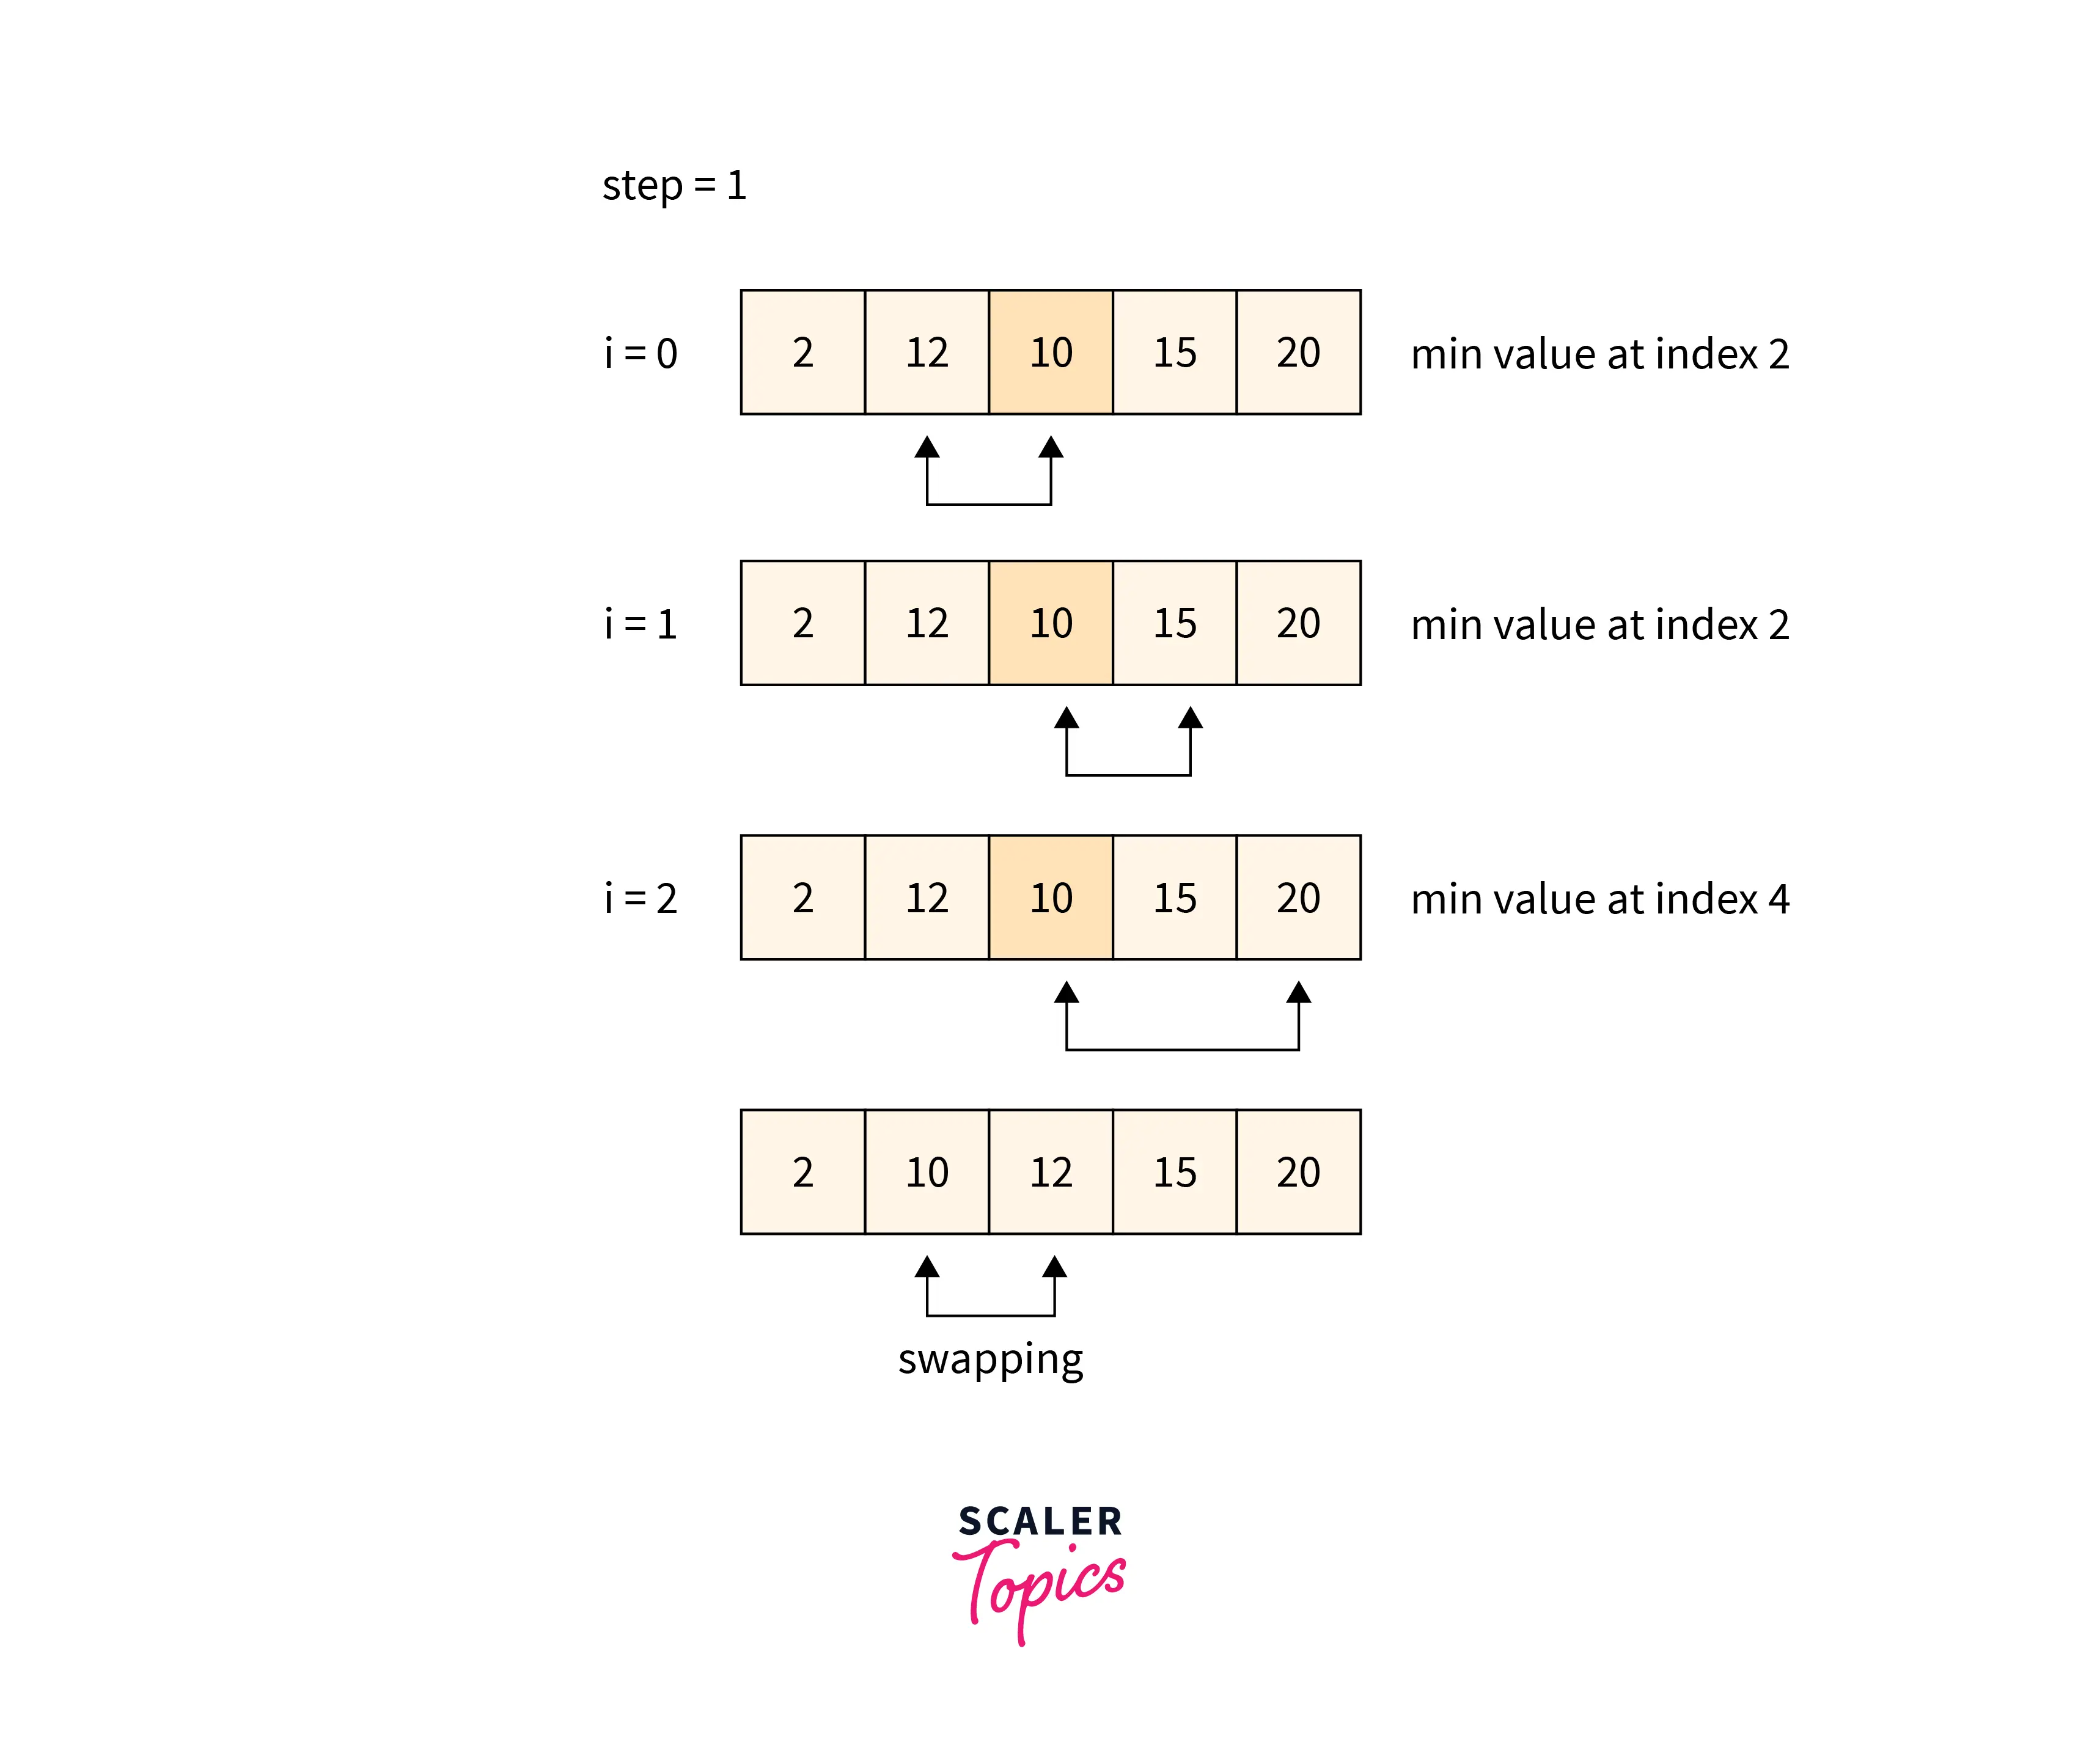 step = 1
i = 0 2 12 10 15 20 min value at index 2
i = 1 2 12 10 15 20 min value at index 2
i = 2 2 12 10 15 20 min value at index 4
2 10 12 15 20
swapping
SCALER
Topics